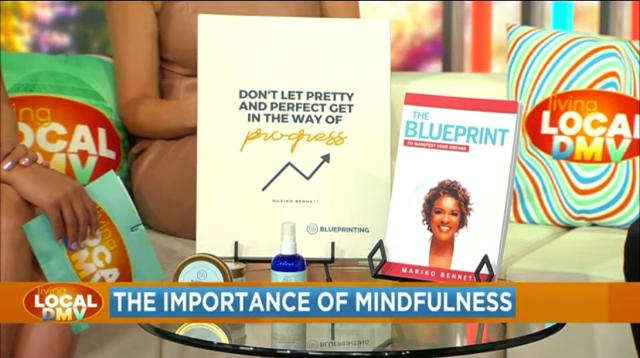 DON'T LET PRETTY
AND PERFECT GET
IN THE WAY OF
progress
MARIKO BENNETT
BLUEPRINTING
THE
BLUEPRINT
TO MANIFEST YOUR DREAMS
MARIKO BENNETT
living
LOCAL
DMV
living
LOCAL
DMV
living
living
LOCAL
DMV
THE IMPORTANCE OF MINDFULNESS